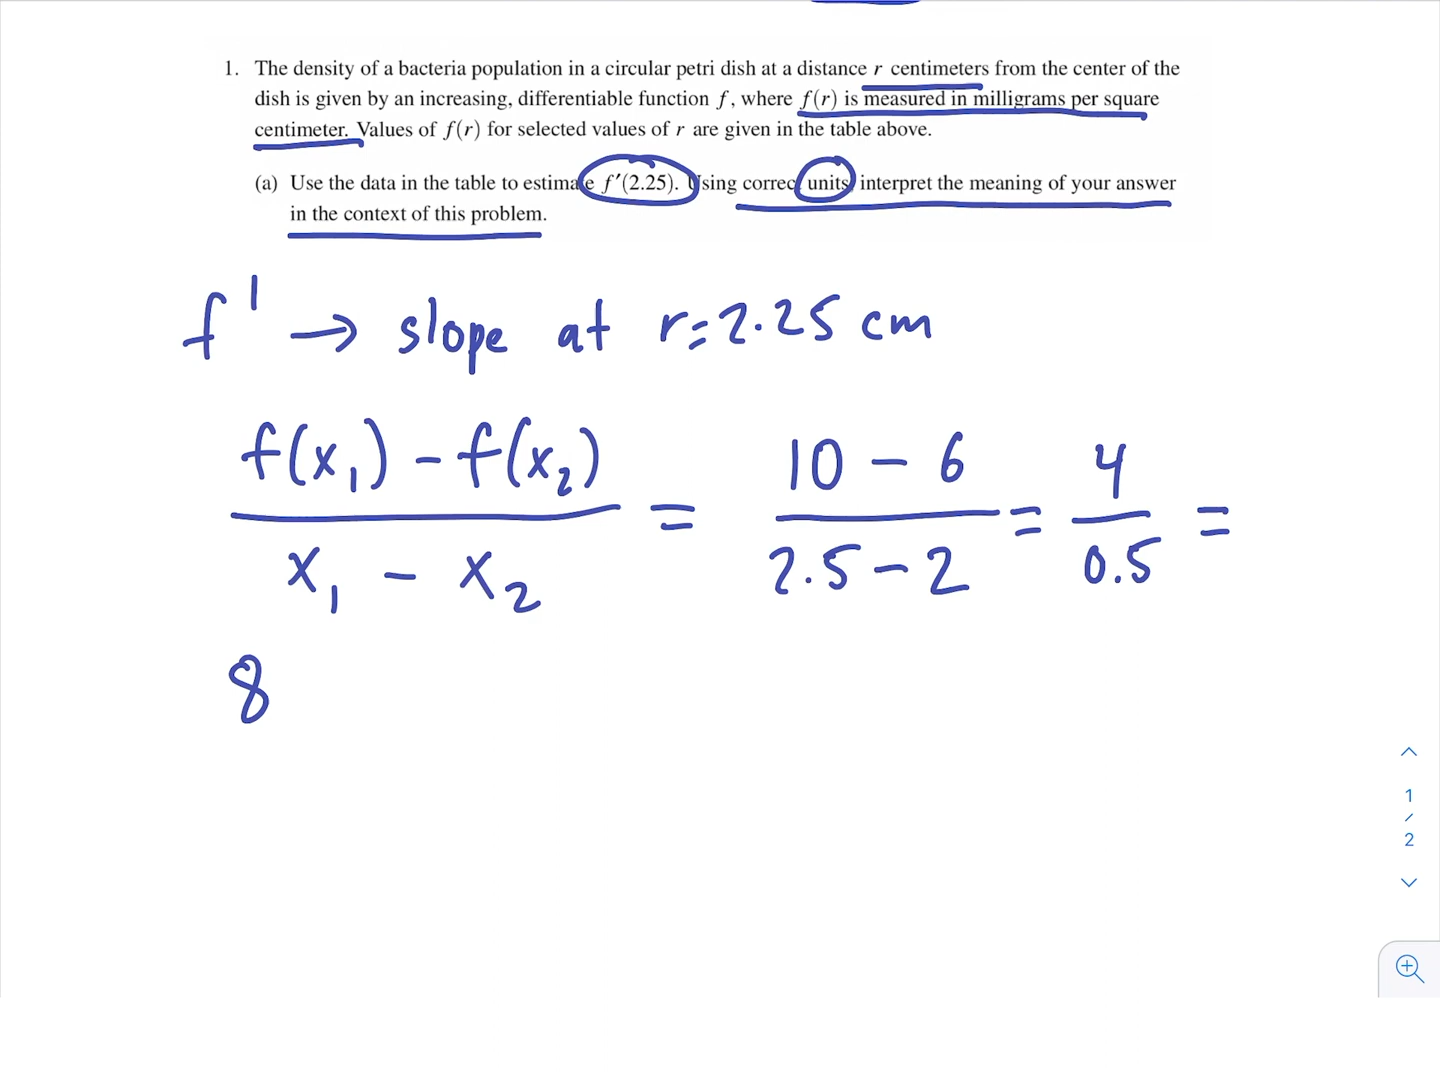 1. The density of a bacteria population in a circular petri dish at a distance r centimeters from the center of the
dish is given by an increasing, differentiable function f, where f(r) is measured in milligrams per square
centimeter. Values of f(r) for selected values of r are given in the table above.
(a) Use the data in the table to estimate f′(2.25). Using correct units, interpret the meaning of your answer
in the context of this problem.
f' → slope at r=2.25 cm
f(x₁) - f(x₂) 10 - 6 4
= = =
x₁ - x₂ 2.5 - 2 0.5
8
1
/
2